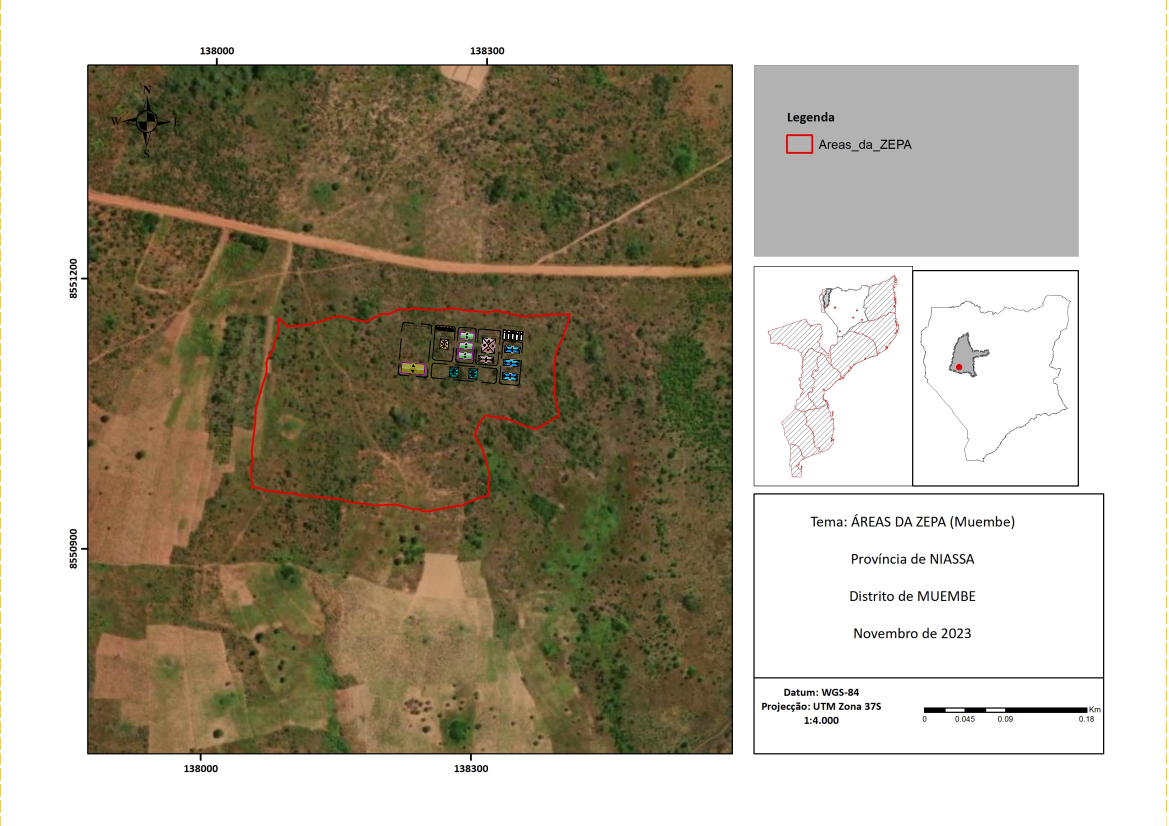 138000
138300
N
W
E
S
8551200
8550900
138000
138300
Legenda
Areas_da_ZEPA
Tema: ÁREAS DA ZEPA (Muembe)
Província de NIASSA
Distrito de MUEMBE
Novembro de 2023
Datum: WGS-84
Projecção: UTM Zona 37S
1:4.000
Km
0 0.045 0.09 0.18